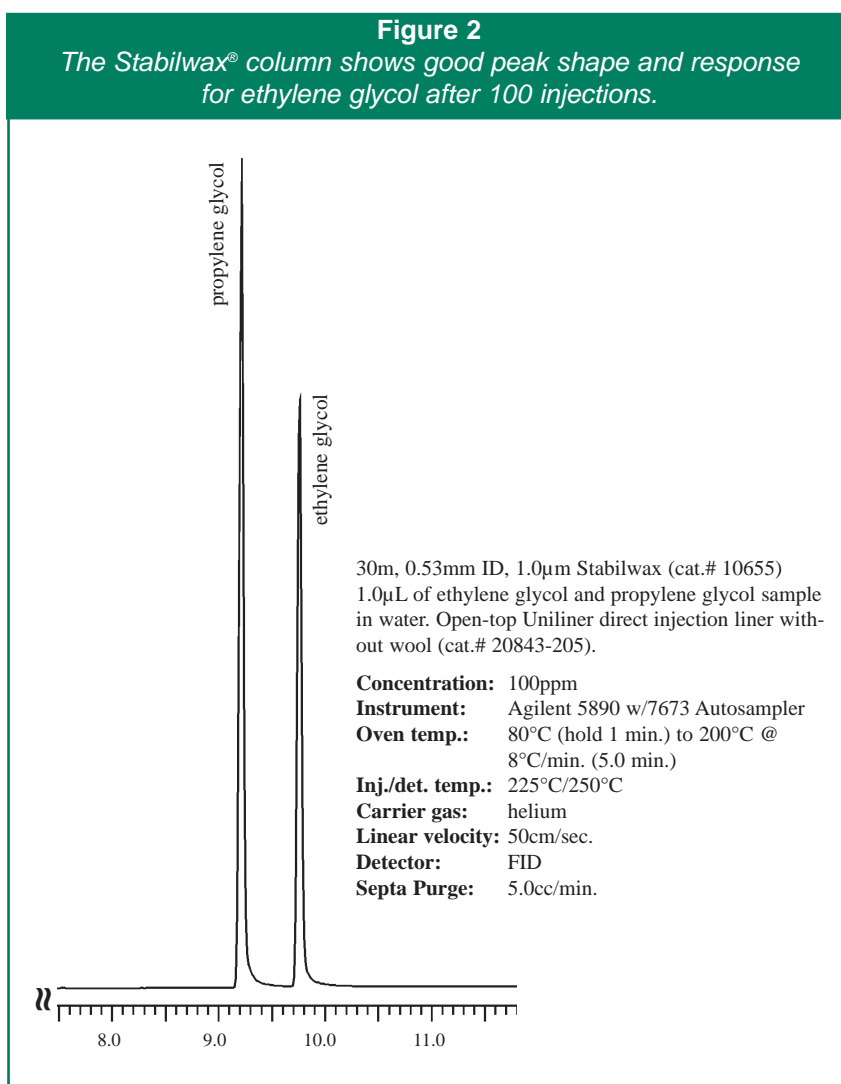 Figure 2
The Stabilwax® column shows good peak shape and response
for ethylene glycol after 100 injections.
propylene glycol
ethylene glycol
30m, 0.53mm ID, 1.0µm Stabilwax (cat.# 10655)
1.0µL of ethylene glycol and propylene glycol sample
in water. Open-top Uniliner direct injection liner with-
out wool (cat.# 20843-205).
Concentration: 100ppm
Instrument: Agilent 5890 w/7673 Autosampler
Oven temp.: 80°C (hold 1 min.) to 200°C @
8°C/min. (5.0 min.)
Inj./det. temp.: 225°C/250°C
Carrier gas: helium
Linear velocity: 50cm/sec.
Detector: FID
Septa Purge: 5.0cc/min.
8.0 9.0 10.0 11.0